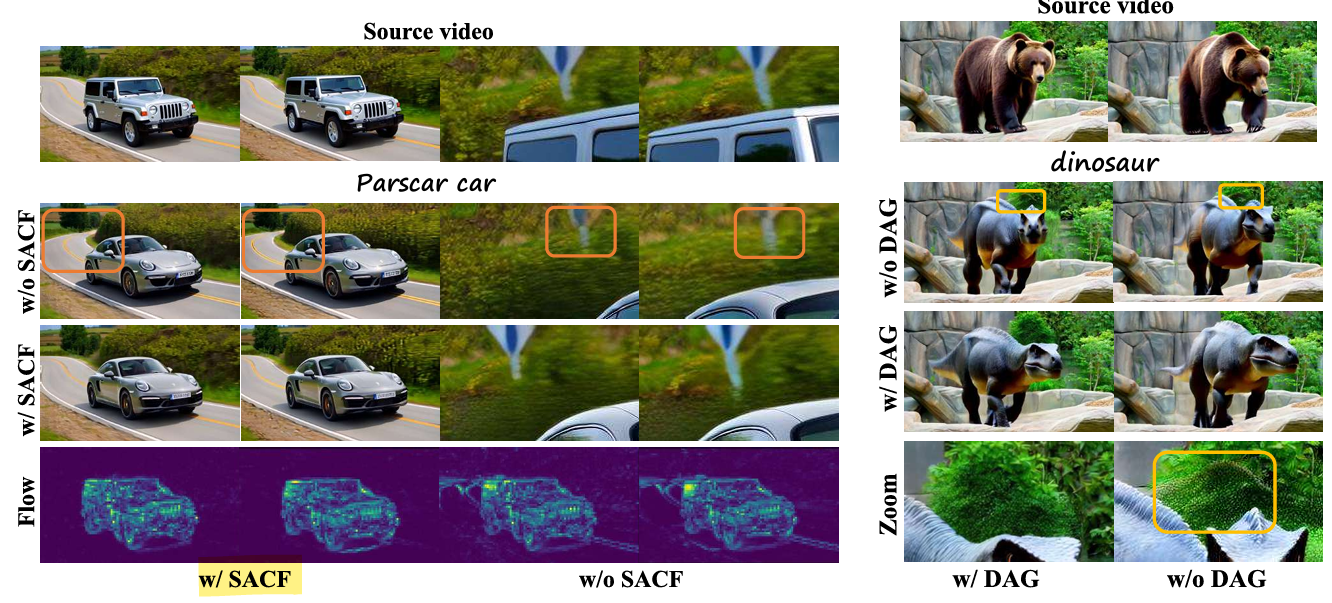 Source video
Parscar car
w/o SACF
w/ SACF
Flow
w/ SACF
w/o SACF
Source video
dinosaur
w/o DAG
w/ DAG
Zoom
w/ DAG
w/o DAG